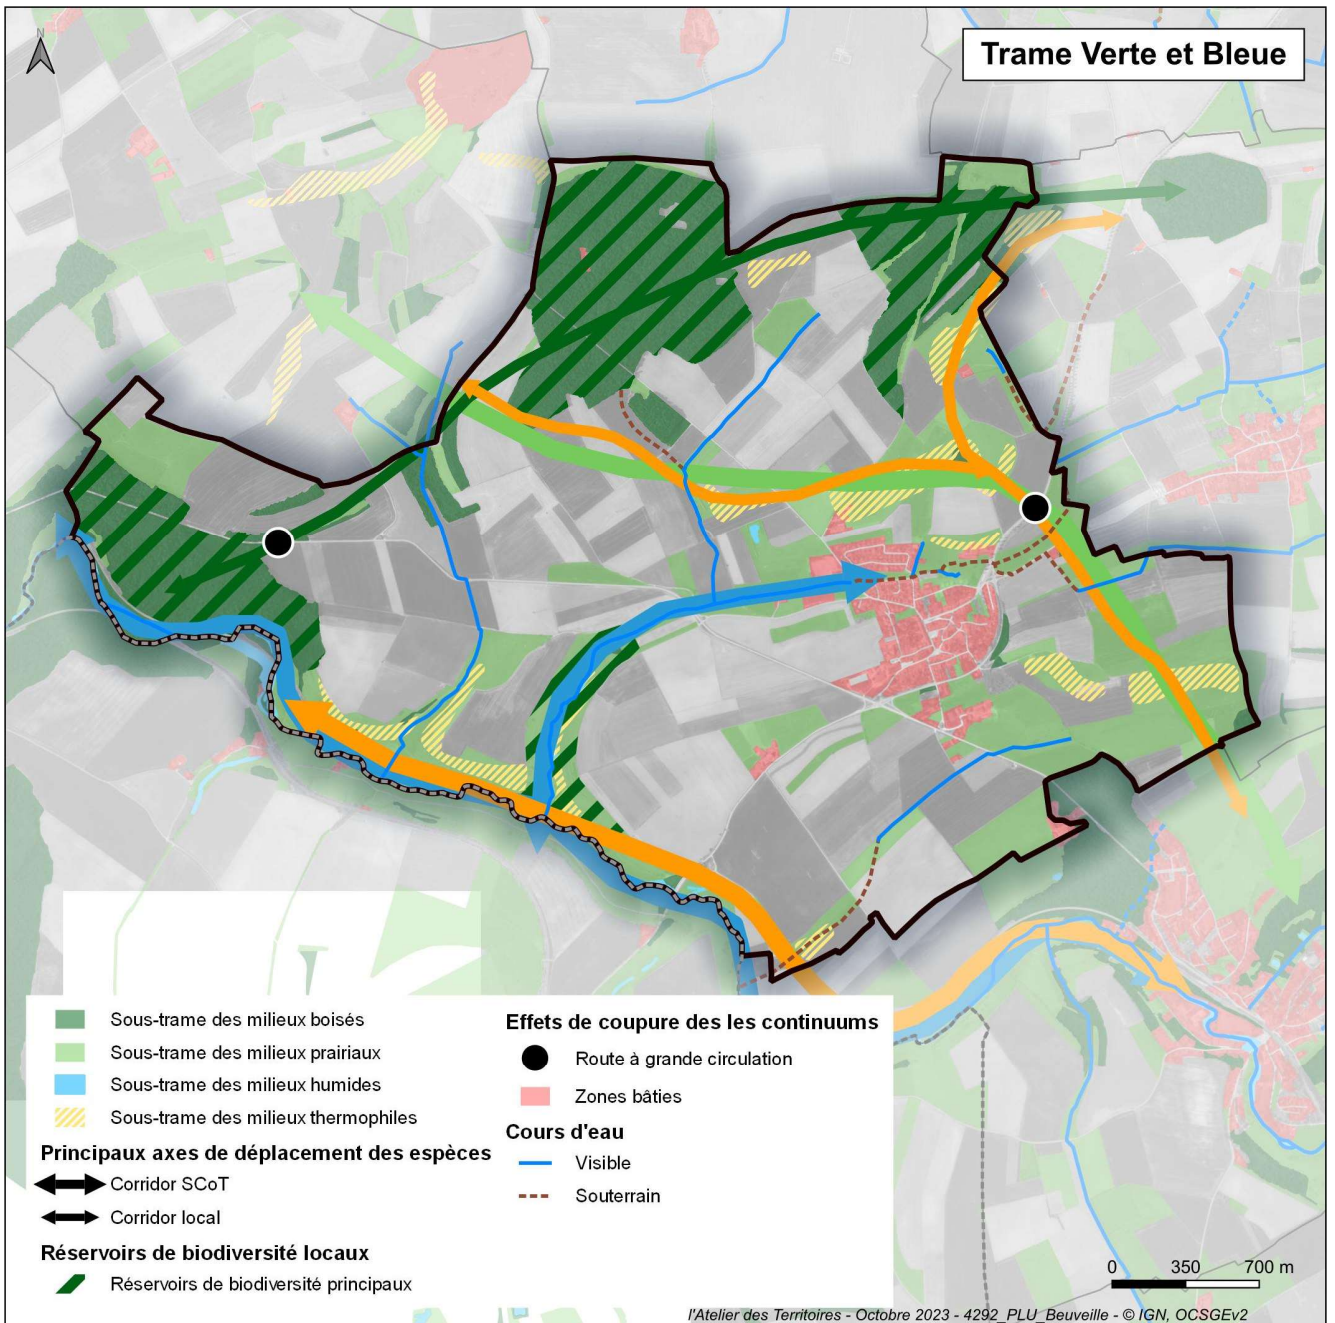 N
Trame Verte et Bleue
Sous-trame des milieux boisés
Sous-trame des milieux prairiaux
Sous-trame des milieux humides
Sous-trame des milieux thermophiles
Principaux axes de déplacement des espèces
Corridor SCoT
Corridor local
Réservoirs de biodiversité locaux
Réservoirs de biodiversité principaux
Effets de coupure des les continuums
Route à grande circulation
Zones bâties
Cours d'eau
Visible
Souterrain
0 350 700 m
l'Atelier des Territoires - Octobre 2023 - 4292_PLU_Beuveille - © IGN, OCSGEv2